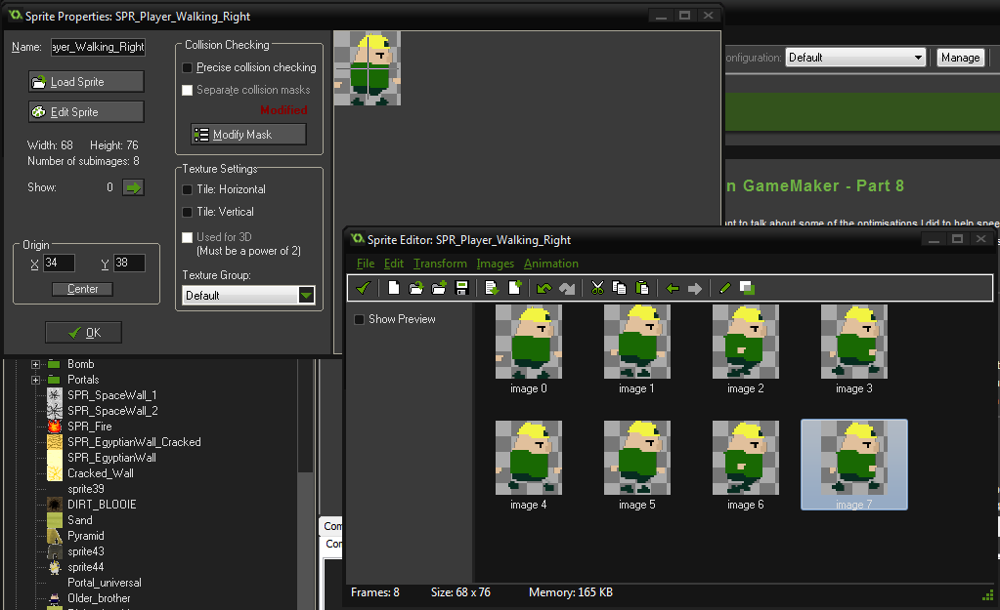 Sprite Properties: SPR_Player_Walking_Right
Name: ayer_Walking_Right
Load Sprite
Edit Sprite
Width: 68 Height: 76
Number of subimages: 8
Show: 0
Origin
X 34 Y 38
Center
OK
Collision Checking
Precise collision checking
Separate collision masks
Modified
Modify Mask
Texture Settings
Tile: Horizontal
Tile: Vertical
Used for 3D
(Must be a power of 2)
Texture Group:
Default
onfiguration: Default Manage
n GameMaker - Part 8
nt to talk about some of the optimisations I did to help spee
Sprite Editor: SPR_Player_Walking_Right
File Edit Transform Images Animation
Show Preview
image 0 image 1 image 2 image 3
image 4 image 5 image 6 image 7
Frames: 8 Size: 68 x 76 Memory: 165 KB
Bomb
Portals
SPR_SpaceWall_1
SPR_SpaceWall_2
SPR_Fire
SPR_EgyptianWall_Cracked
SPR_EgyptianWall
Cracked_Wall
sprite39
DIRT_BLOOIE
Sand
Pyramid
sprite43
sprite44
Portal_universal
Older_brother
Com
Con